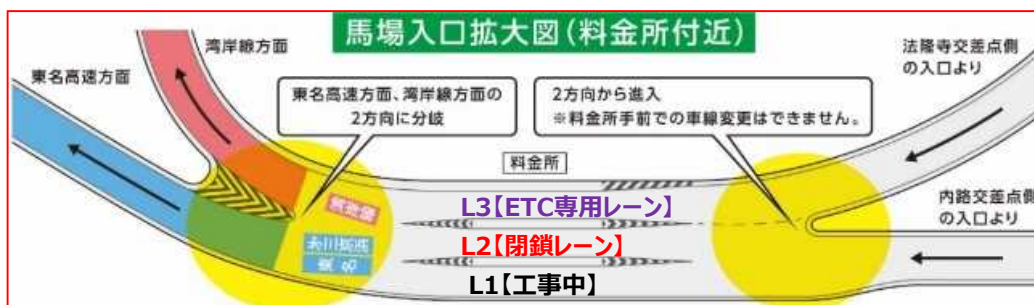 馬場入口拡大図(料金所付近)
湾岸線方面
東名高速方面
東名高速方面、湾岸線方面の
2方向に分岐
2方向から進入
※料金所手前での車線変更はできません。
法隆寺交差点側
の入口より
料金所
内路交差点側
の入口より
L3【ETC専用レーン】
L2【閉鎖レーン】
L1【工事中】